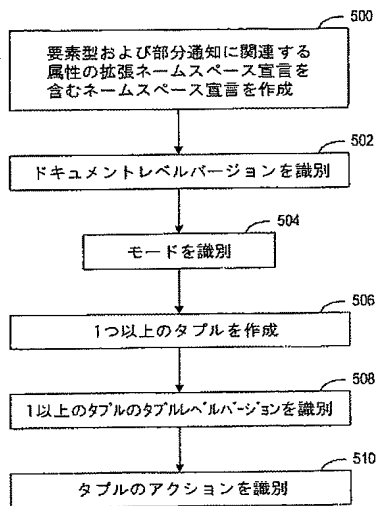 500
要素型および部分通知に関連する
属性の拡張ネームスペース宣言を
含むネームスペース宣言を作成
502
ドキュメントレベルバージョンを識別
504
モードを識別
506
1つ以上のタプルを作成
508
1以上のタプルのタプルレベルバージョンを識別
510
タプルのアクションを識別